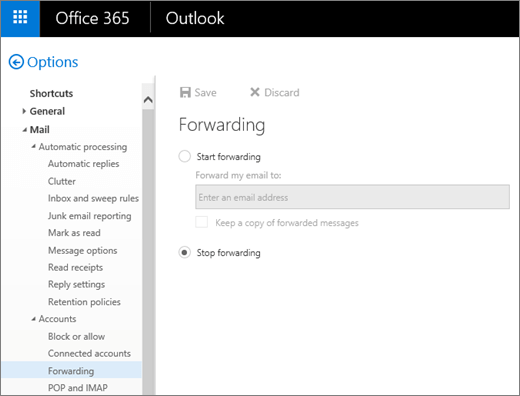 Office 365
Outlook
Options
Shortcuts
General
Mail
Automatic processing
Automatic replies
Clutter
Inbox and sweep rules
Junk email reporting
Mark as read
Message options
Read receipts
Reply settings
Retention policies
Accounts
Block or allow
Connected accounts
Forwarding
POP and IMAP
Save
Discard
Forwarding
Start forwarding
Forward my email to:
Enter an email address
Keep a copy of forwarded messages
Stop forwarding